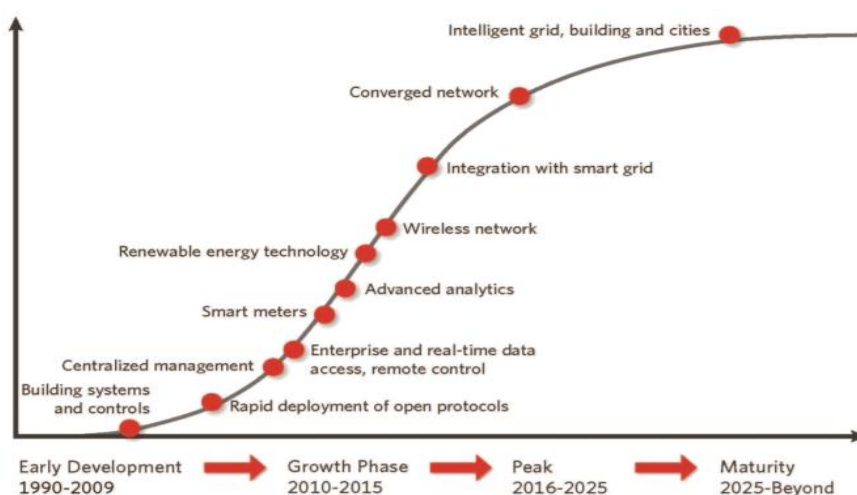 Intelligent grid, building and cities
Converged network
Integration with smart grid
Wireless network
Renewable energy technology
Advanced analytics
Smart meters
Enterprise and real-time data
access, remote control
Centralized management
Building systems
and controls
Rapid deployment of open protocols
Early Development
1990-2009
Growth Phase
2010-2015
Peak
2016-2025
Maturity
2025-Beyond